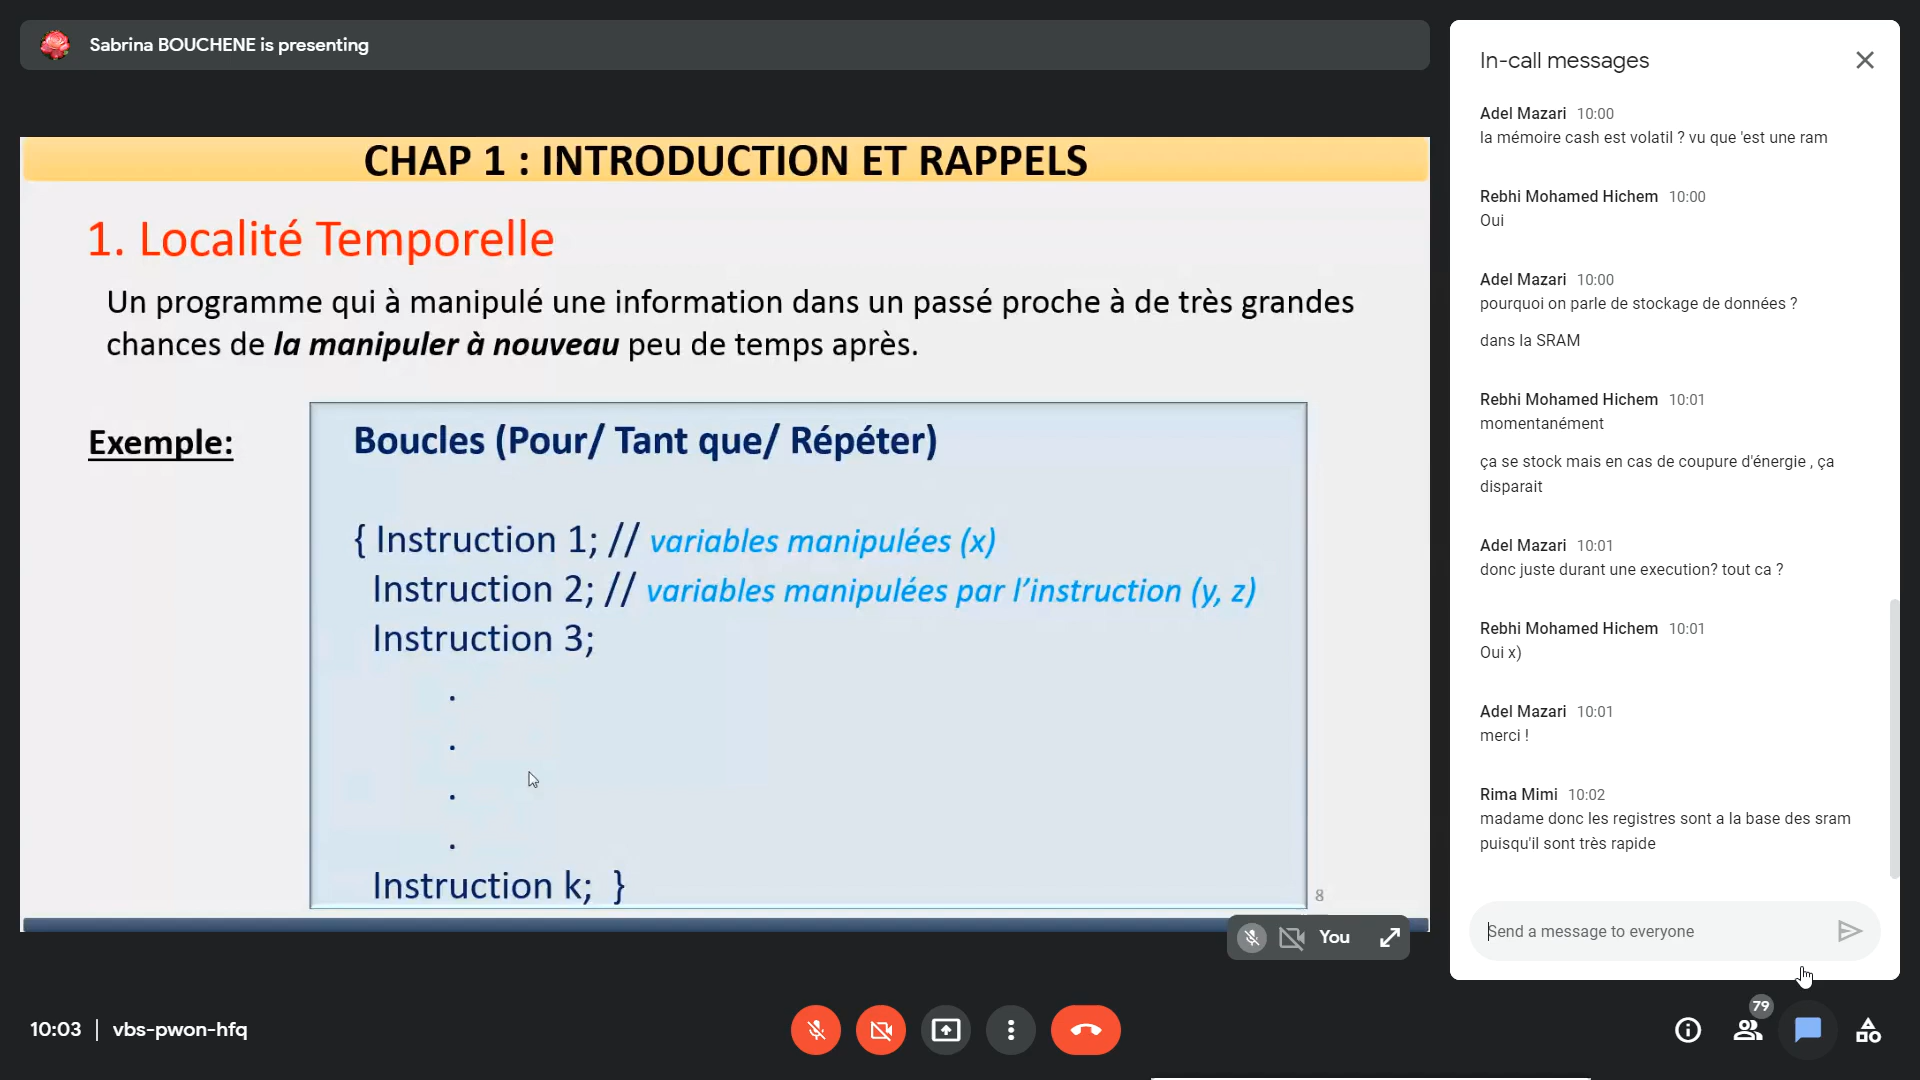 Sabrina BOUCHENE is presenting
CHAP 1 : INTRODUCTION ET RAPPELS
1. Localité Temporelle
Un programme qui à manipulé une information dans un passé proche à de très grandes
chances de la manipuler à nouveau peu de temps après.
Exemple:
Boucles (Pour/ Tant que/ Répéter)
{ Instruction 1; // variables manipulées (x)
Instruction 2; // variables manipulées par l’instruction (y, z)
Instruction 3;
.
.
.
.
Instruction k; }
8
You
10:03 | vbs-pwon-hfq
In-call messages
Adel Mazari 10:00
la mémoire cash est volatil ? vu que 'est une ram
Rebhi Mohamed Hichem 10:00
Oui
Adel Mazari 10:00
pourquoi on parle de stockage de données ?
dans la SRAM
Rebhi Mohamed Hichem 10:01
momentanément
ça se stock mais en cas de coupure d'énergie , ça
disparait
Adel Mazari 10:01
donc juste durant une execution? tout ca ?
Rebhi Mohamed Hichem 10:01
Oui x)
Adel Mazari 10:01
merci !
Rima Mimi 10:02
madame donc les registres sont a la base des sram
puisqu'il sont très rapide
Send a message to everyone
79